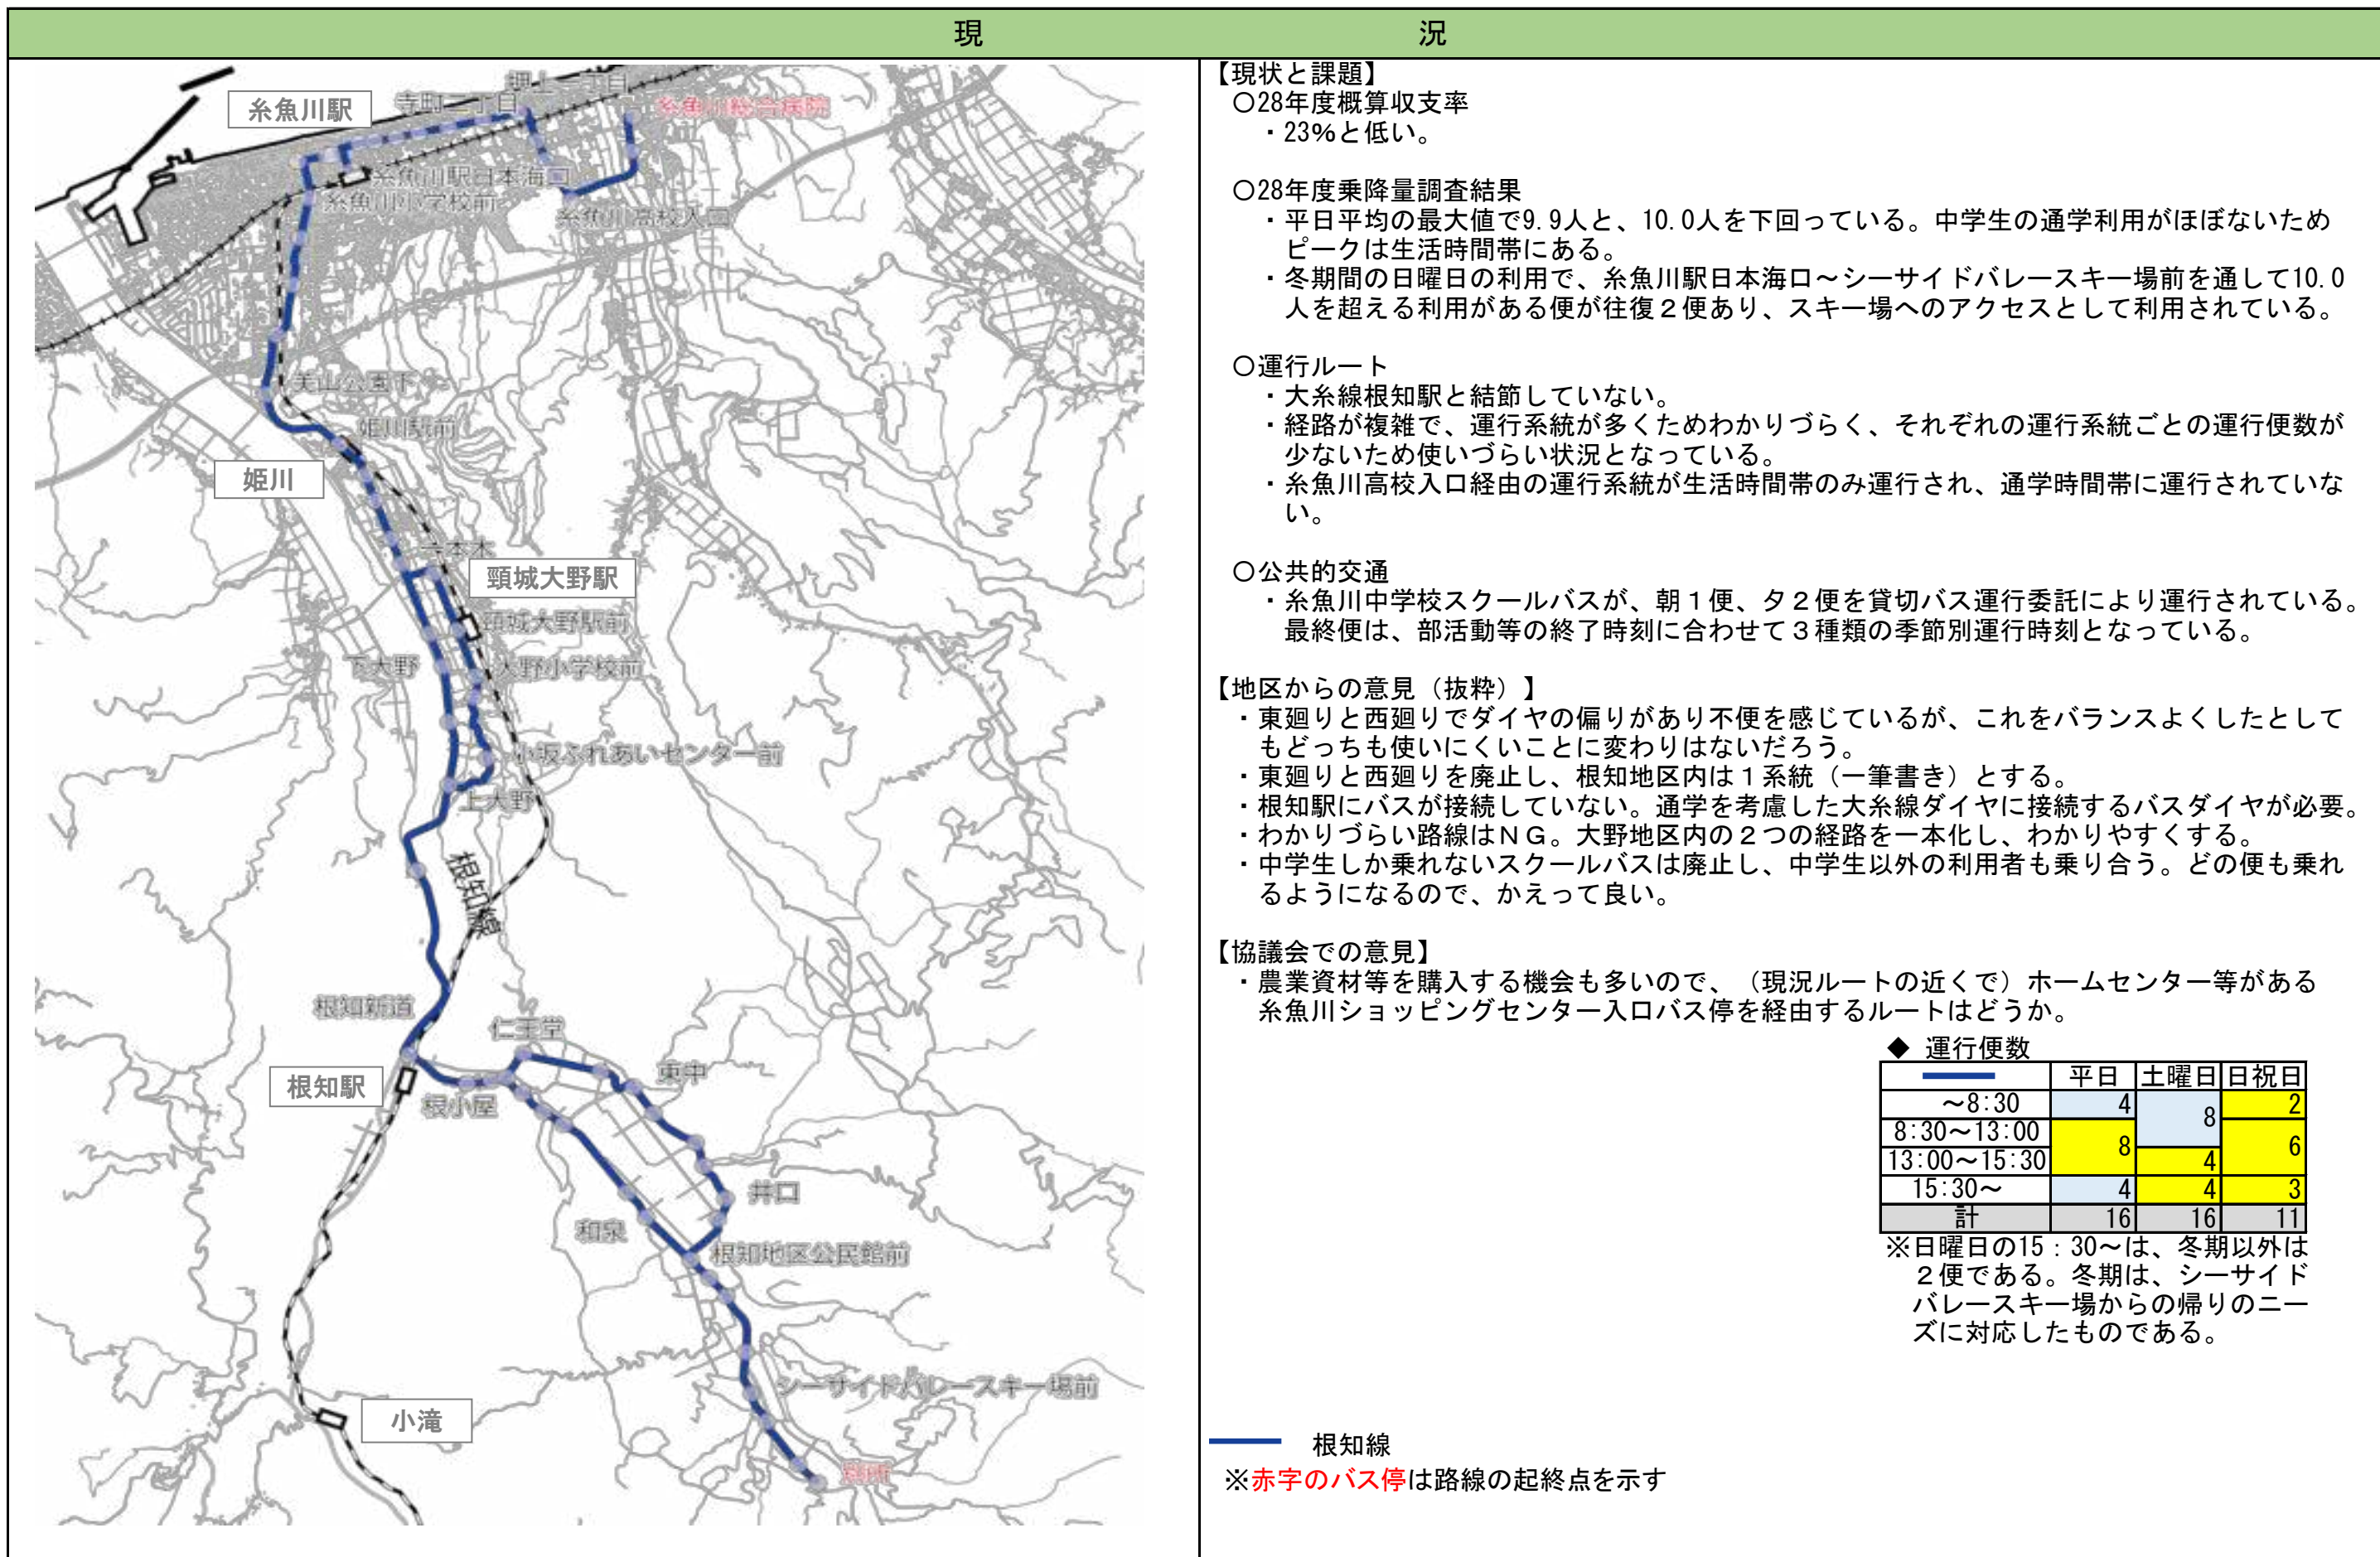 現況
糸魚川駅
押上一丁目
寺町二丁目
糸魚川総合病院
糸魚川駅日本海口
糸魚川小学校前
糸魚川高校入口
美山公園下
姫川駅前
姫川
一本木
頸城大野駅
頸城大野駅前
下大野
大野小学校前
小坂ふれあいセンター前
上大野
根知線
根知新道
仁王堂
東中
根知駅
根小屋
井口
和泉
根知地区公民館前
シーサイドバレースキー場前
小滝
別所
【現状と課題】
○28年度概算収支率
・23%と低い。
○28年度乗降量調査結果
・平日平均の最大値で9.9人と、10.0人を下回っている。中学生の通学利用がほぼないため
ピークは生活時間帯にある。
・冬期間の日曜日の利用で、糸魚川駅日本海口～シーサイドバレースキー場前を通して10.0
人を超える利用がある便が往復２便あり、スキー場へのアクセスとして利用されている。
○運行ルート
・大糸線根知駅と結節していない。
・経路が複雑で、運行系統が多くためわかりづらく、それぞれの運行系統ごとの運行便数が
少ないため使いづらい状況となっている。
・糸魚川高校入口経由の運行系統が生活時間帯のみ運行され、通学時間帯に運行されていな
い。
○公共的交通
・糸魚川中学校スクールバスが、朝１便、夕２便を貸切バス運行委託により運行されている。
最終便は、部活動等の終了時刻に合わせて３種類の季節別運行時刻となっている。
【地区からの意見（抜粋）】
・東廻りと西廻りでダイヤの偏りがあり不便を感じているが、これをバランスよくしたとして
もどっちも使いにくいことに変わりはないだろう。
・東廻りと西廻りを廃止し、根知地区内は１系統（一筆書き）とする。
・根知駅にバスが接続していない。通学を考慮した大糸線ダイヤに接続するバスダイヤが必要。
・わかりづらい路線はＮＧ。大野地区内の２つの経路を一本化し、わかりやすくする。
・中学生しか乗れないスクールバスは廃止し、中学生以外の利用者も乗り合う。どの便も乗れ
るようになるので、かえって良い。
【協議会での意見】
・農業資材等を購入する機会も多いので、（現況ルートの近くで）ホームセンター等がある
糸魚川ショッピングセンター入口バス停を経由するルートはどうか。
◆ 運行便数
平日 土曜日 日祝日
～8:30 4 8 2
8:30～13:00 8 6
13:00～15:30 4
15:30～ 4 4 3
計 16 16 11
※日曜日の15：30～は、冬期以外は
２便である。冬期は、シーサイド
バレースキー場からの帰りのニー
ズに対応したものである。
根知線
※赤字のバス停は路線の起終点を示す